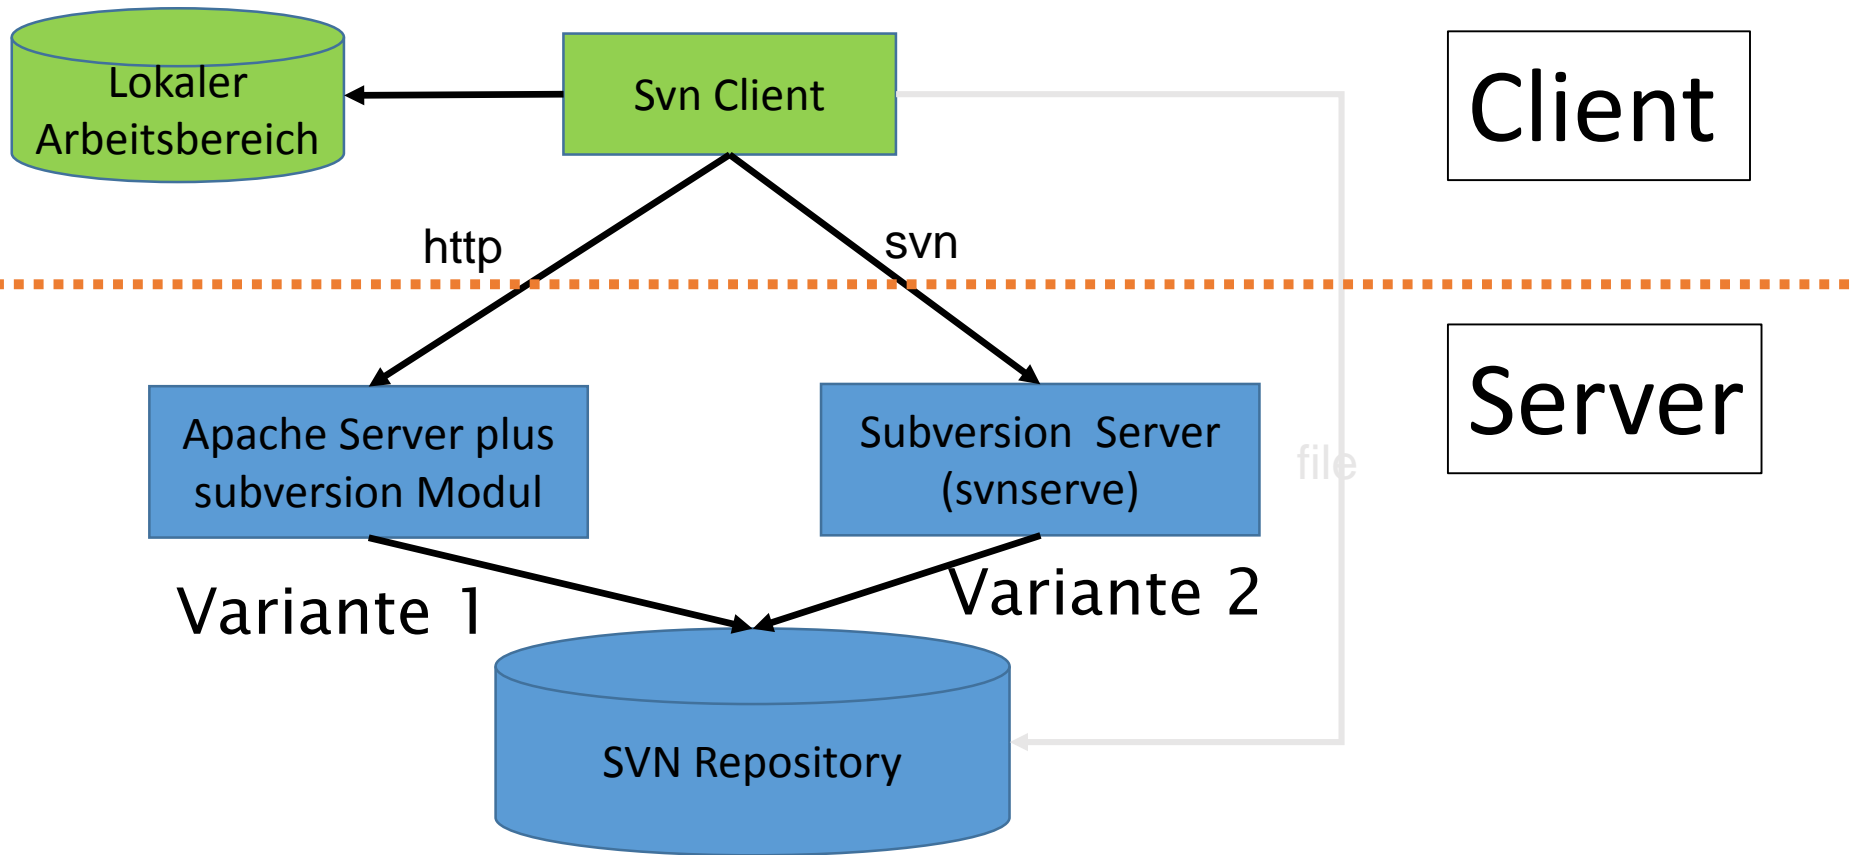 Lokaler
Arbeitsbereich
Svn Client
Client
http
svn
Server
Apache Server plus
subversion Modul
Subversion  Server
(svnserve)
file
Variante 1
Variante 2
SVN Repository